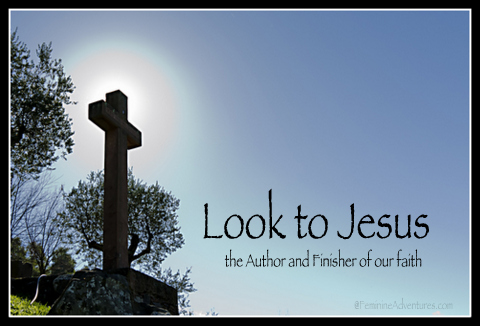 Look to Jesus
the Author and Finisher of our faith
@FeminineAdventures.com